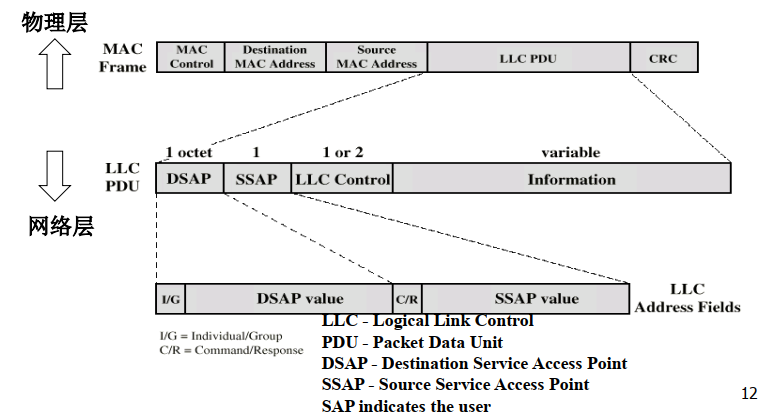 物理层
MAC Frame
MAC Control
Destination MAC Address
Source MAC Address
LLC PDU
CRC
1 octet
1
1 or 2
variable
LLC PDU
DSAP
SSAP
LLC Control
Information
网络层
I/G
DSAP value
C/R
SSAP value
LLC Address Fields
I/G = Individual/Group
C/R = Command/Response
LLC - Logical Link Control
PDU - Packet Data Unit
DSAP - Destination Service Access Point
SSAP - Source Service Access Point
SAP indicates the user
12